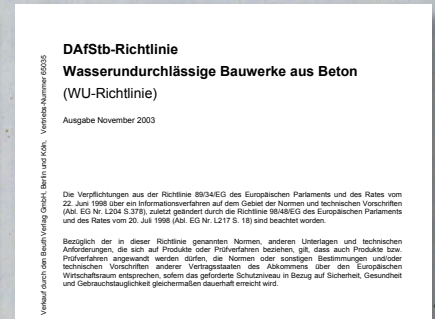 DAfStb-Richtlinie
Wasserundurchlässige Bauwerke aus Beton
(WU-Richtlinie)
Ausgabe November 2003
Die Verpflichtungen aus der Richtlinie 89/34/EG des Europäischen Parlaments und des Rates vom
22. Juni 1998 über ein Informationsverfahren auf dem Gebiet der Normen und technischen Vorschriften
(Abl. EG Nr. L204 S.378), zuletzt geändert durch die Richtlinie 98/48/EG des Europäischen Parlaments
und des Rates vom 20. Juli 1998 (Abl. EG Nr. L217 S. 18) sind beachtet worden.
Bezüglich der in dieser Richtlinie genannten Normen, anderen Unterlagen und technischen
Anforderungen, die sich auf Produkte oder Prüfverfahren beziehen, gilt, dass auch Produkte bzw.
Prüfverfahren angewandt werden dürfen, die Normen oder sonstigen Bestimmungen und/oder
technischen Vorschriften anderer Vertragsstaaten des Abkommens über den Europäischen
Wirtschaftsraum entsprechen, sofern das geforderte Schutzniveau in Bezug auf Sicherheit, Gesundheit
und Gebrauchstauglichkeit gleichermaßen dauerhaft erreicht wird.
Verkauf durch den Beuth Verlag GmbH, Berlin und Köln, Vertriebs-Nummer 65035